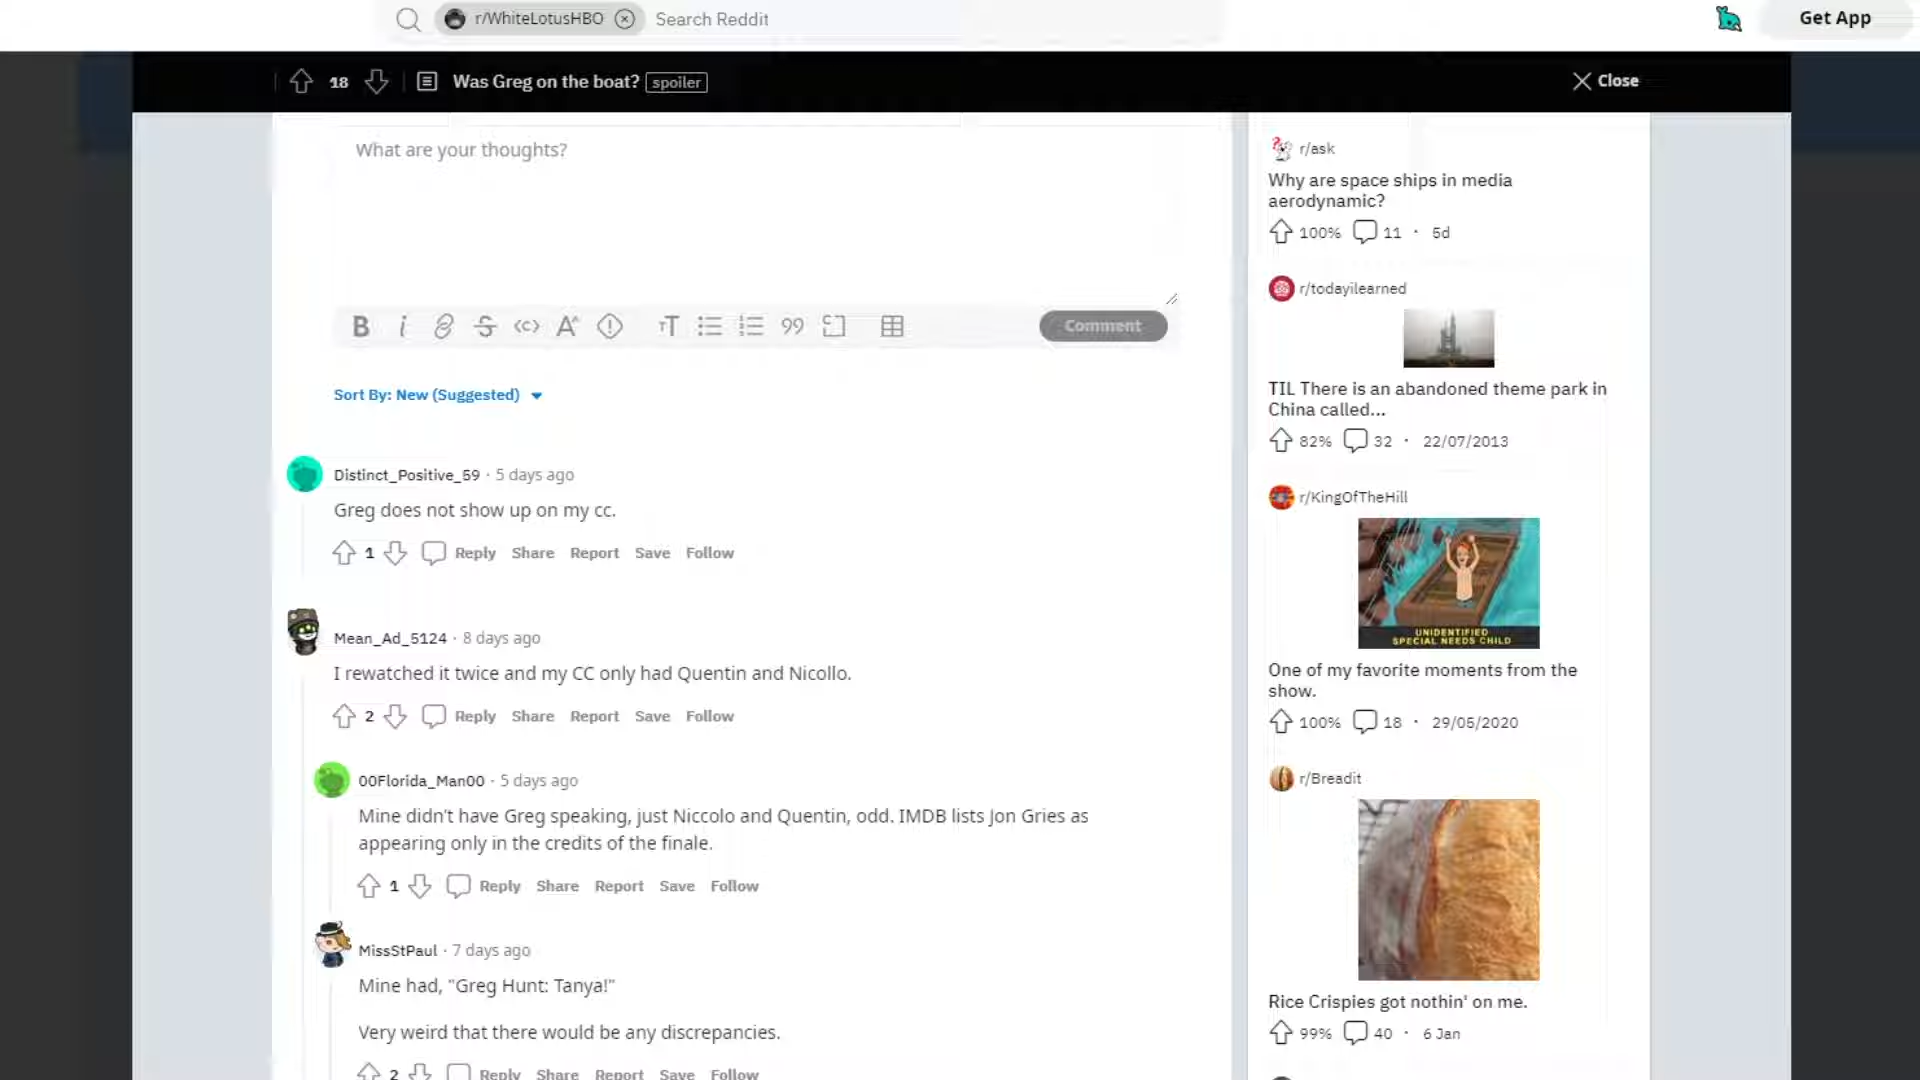 r/WhiteLotusHBO Search Reddit
Get App
18 Was Greg on the boat? spoiler
Close
What are your thoughts?
Comment
Sort By: New (Suggested)
Distinct_Positive_59 · 5 days ago
Greg does not show up on my cc.
1 Reply Share Report Save Follow
Mean_Ad_5124 · 8 days ago
I rewatched it twice and my CC only had Quentin and Nicollo.
2 Reply Share Report Save Follow
00Florida_Man00 · 5 days ago
Mine didn't have Greg speaking, just Niccolo and Quentin, odd. IMDB lists Jon Gries as
appearing only in the credits of the finale.
1 Reply Share Report Save Follow
MissStPaul · 7 days ago
Mine had, "Greg Hunt: Tanya!"
Very weird that there would be any discrepancies.
2 Reply Share Report Save Follow
r/ask
Why are space ships in media
aerodynamic?
100% 11 · 5d
r/todayilearned
TIL There is an abandoned theme park in
China called...
82% 32 · 22/07/2013
r/KingOfTheHill
UNIDENTIFIED
SPECIAL NEEDS CHILD
One of my favorite moments from the
show.
100% 18 · 29/05/2020
r/Breadit
Rice Crispies got nothin' on me.
99% 40 · 6 Jan